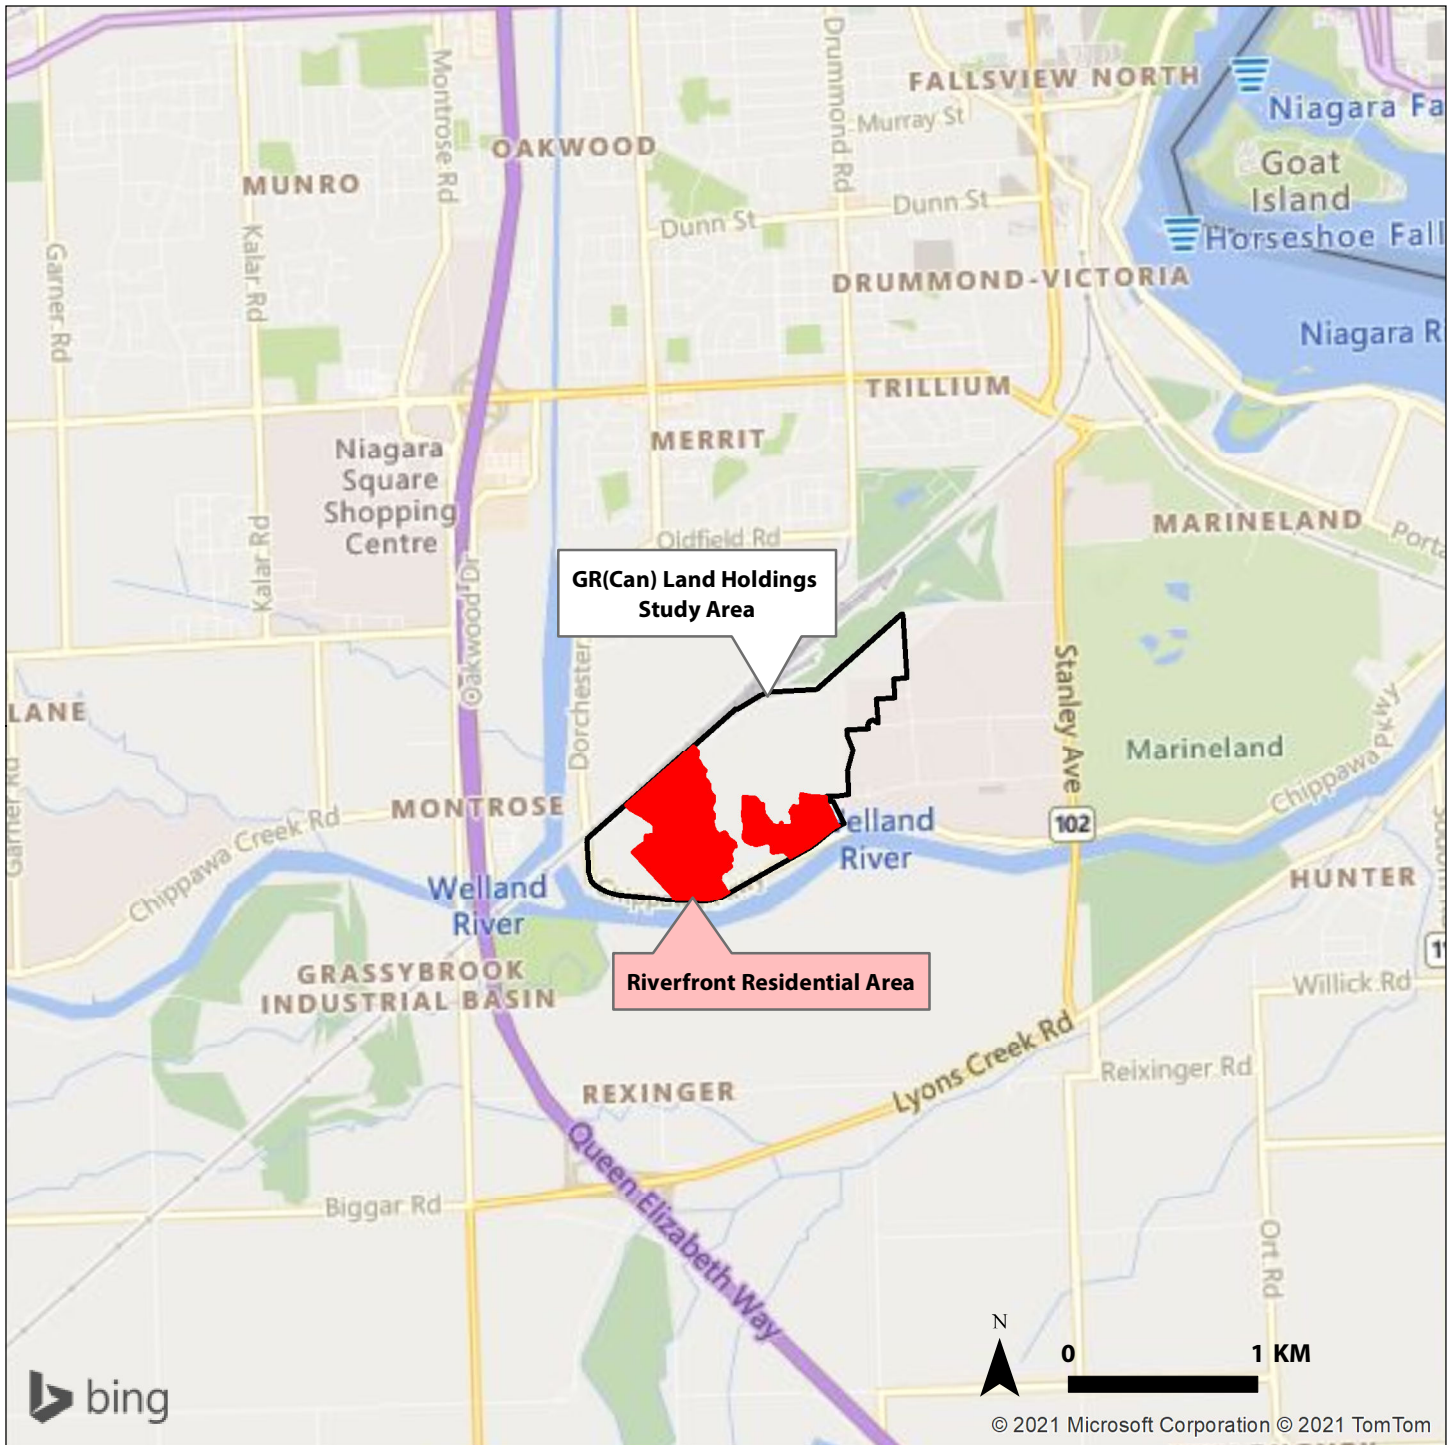 FALLSVIEW NORTH
Niagara Fa
Murray St
Drummond Rd
Montrose Rd
OAKWOOD
MUNRO
Goat
Island
Dunn St
Dunn St
Horseshoe Fall
Kalar Rd
Garner Rd
DRUMMOND-VICTORIA
Niagara R
TRILLIUM
MERRIT
Niagara
Square
Shopping
Centre
MARINELAND
Porta
Oldfield Rd
Kalar Rd
Oakwood Dr
GR(Can) Land Holdings
Study Area
Dorchester
Stanley Ave
LANE
Marineland
Chippawa Pkwy
Garner Rd
MONTROSE
Chippawa Creek Rd
102
elland
River
Welland
River
HUNTER
GRASSYBROOK
INDUSTRIAL BASIN
Riverfront Residential Area
Willick Rd
Lyons Creek Rd
Reixinger Rd
REXINGER
Queen Elizabeth Way
Biggar Rd
Ort Rd
N
0 1 KM
bing
© 2021 Microsoft Corporation © 2021 TomTom